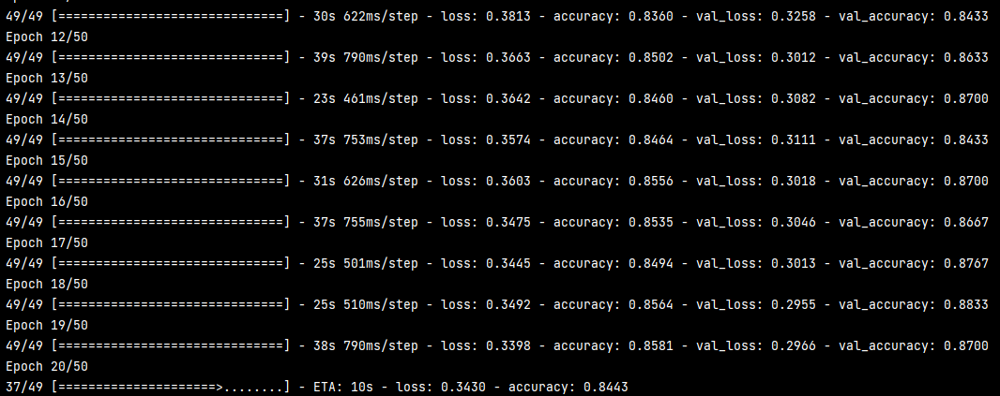 49/49 [==============================] - 30s 622ms/step - loss: 0.3813 - accuracy: 0.8360 - val_loss: 0.3258 - val_accuracy: 0.8433
Epoch 12/50
49/49 [==============================] - 39s 790ms/step - loss: 0.3663 - accuracy: 0.8502 - val_loss: 0.3012 - val_accuracy: 0.8633
Epoch 13/50
49/49 [==============================] - 23s 461ms/step - loss: 0.3642 - accuracy: 0.8460 - val_loss: 0.3082 - val_accuracy: 0.8700
Epoch 14/50
49/49 [==============================] - 37s 753ms/step - loss: 0.3574 - accuracy: 0.8464 - val_loss: 0.3111 - val_accuracy: 0.8433
Epoch 15/50
49/49 [==============================] - 31s 626ms/step - loss: 0.3603 - accuracy: 0.8556 - val_loss: 0.3018 - val_accuracy: 0.8700
Epoch 16/50
49/49 [==============================] - 37s 755ms/step - loss: 0.3475 - accuracy: 0.8535 - val_loss: 0.3046 - val_accuracy: 0.8667
Epoch 17/50
49/49 [==============================] - 25s 501ms/step - loss: 0.3445 - accuracy: 0.8494 - val_loss: 0.3013 - val_accuracy: 0.8767
Epoch 18/50
49/49 [==============================] - 25s 510ms/step - loss: 0.3492 - accuracy: 0.8564 - val_loss: 0.2955 - val_accuracy: 0.8833
Epoch 19/50
49/49 [==============================] - 38s 790ms/step - loss: 0.3398 - accuracy: 0.8581 - val_loss: 0.2966 - val_accuracy: 0.8700
Epoch 20/50
37/49 [=====================>........] - ETA: 10s - loss: 0.3430 - accuracy: 0.8443